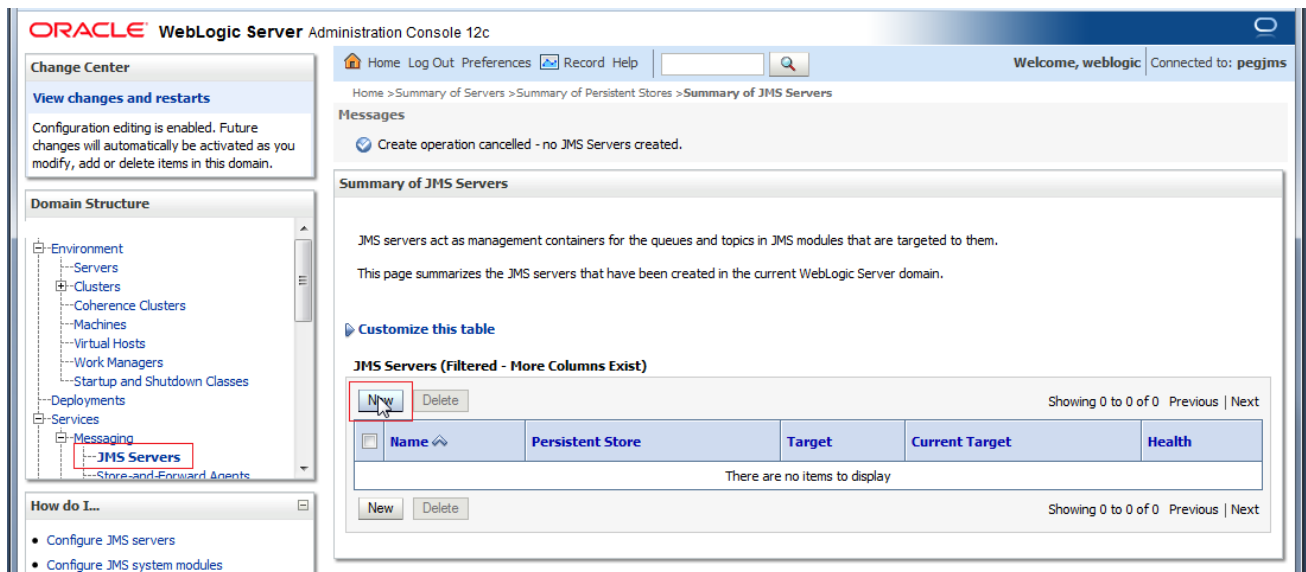 ORACLE WebLogic Server Administration Console 12c
Change Center
View changes and restarts
Configuration editing is enabled. Future
changes will automatically be activated as you
modify, add or delete items in this domain.
Domain Structure
Environment
Servers
Clusters
Coherence Clusters
Machines
Virtual Hosts
Work Managers
Startup and Shutdown Classes
Deployments
Services
Messaging
JMS Servers
Store-and-Forward Agents
How do I...
Configure JMS servers
Configure JMS system modules
Home Log Out Preferences Record Help
Welcome, weblogic Connected to: pegjms
Home >Summary of Servers >Summary of Persistent Stores >Summary of JMS Servers
Messages
Create operation cancelled - no JMS Servers created.
Summary of JMS Servers
JMS servers act as management containers for the queues and topics in JMS modules that are targeted to them.
This page summarizes the JMS servers that have been created in the current WebLogic Server domain.
Customize this table
JMS Servers (Filtered - More Columns Exist)
New Delete Showing 0 to 0 of 0 Previous | Next
Name Persistent Store Target Current Target Health
There are no items to display
New Delete Showing 0 to 0 of 0 Previous | Next